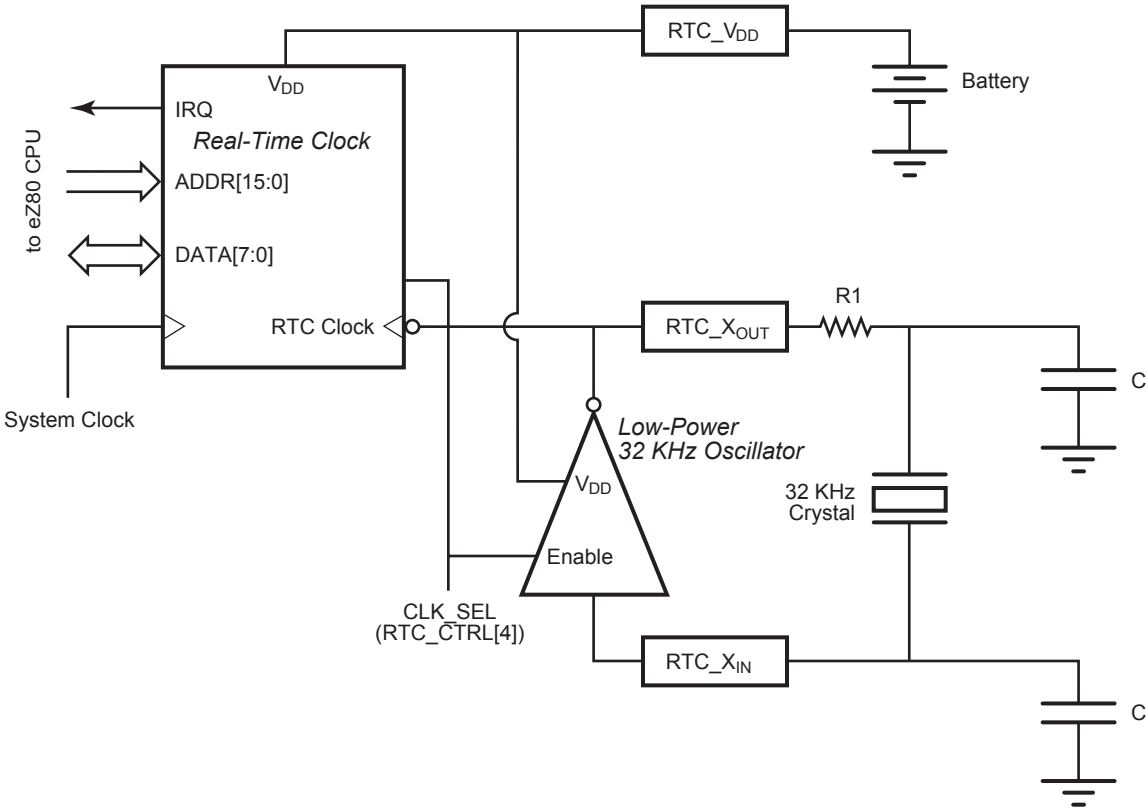 RTC_VDD
VDD
Battery
IRQ
Real-Time Clock
to eZ80 CPU
ADDR[15:0]
DATA[7:0]
R1
RTC Clock
RTC_XOUT
C
System Clock
Low-Power
32 KHz Oscillator
VDD
32 KHz
Crystal
Enable
CLK_SEL
(RTC_CTRL[4])
RTC_XIN
C